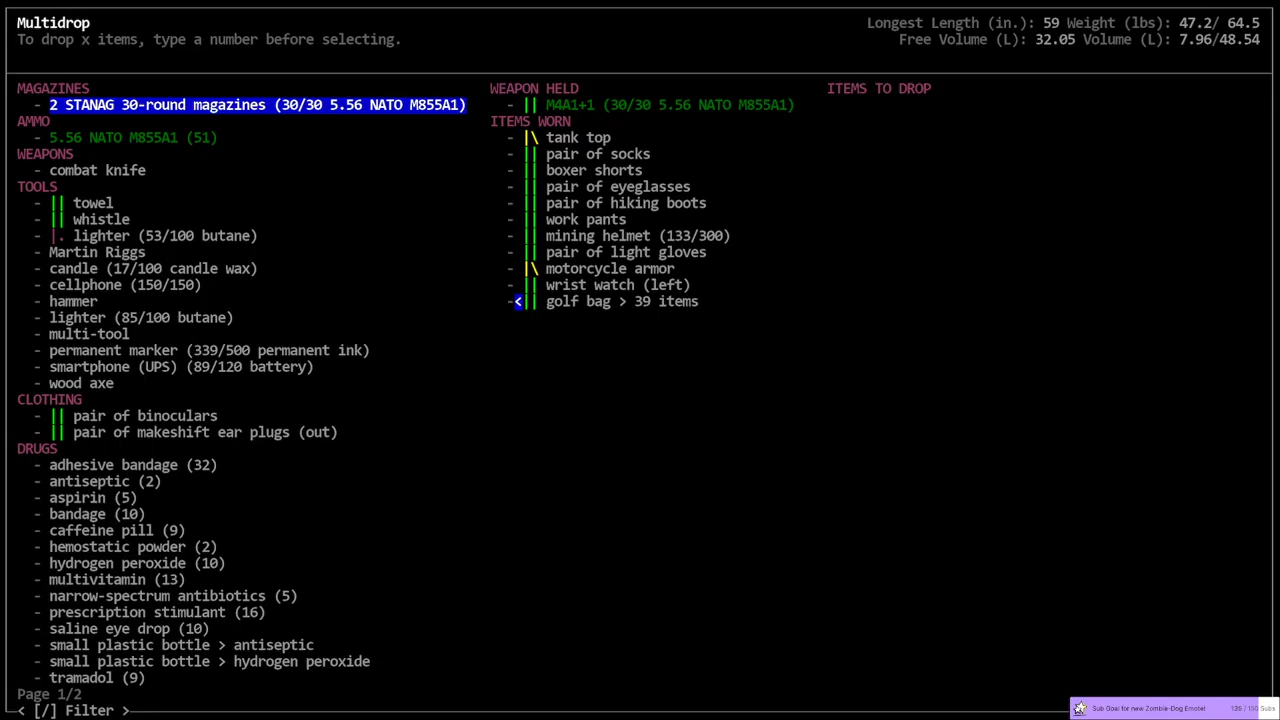 Multidrop
Longest Length (in.): 59 Weight (lbs): 47.2/ 64.5
To drop x items, type a number before selecting.
Free Volume (L): 32.05 Volume (L): 7.96/48.54
MAGAZINES
- 2 STANAG 30-round magazines (30/30 5.56 NATO M855A1)
AMMO
- 5.56 NATO M855A1 (51)
WEAPONS
- combat knife
TOOLS
- || towel
- || whistle
- |. lighter (53/100 butane)
- Martin Riggs
- candle (17/100 candle wax)
- cellphone (150/150)
- hammer
- lighter (85/100 butane)
- multi-tool
- permanent marker (339/500 permanent ink)
- smartphone (UPS) (89/120 battery)
- wood axe
CLOTHING
- || pair of binoculars
- || pair of makeshift ear plugs (out)
DRUGS
- adhesive bandage (32)
- antiseptic (2)
- aspirin (5)
- bandage (10)
- caffeine pill (9)
- hemostatic powder (2)
- hydrogen peroxide (10)
- multivitamin (13)
- narrow-spectrum antibiotics (5)
- prescription stimulant (16)
- saline eye drop (10)
- small plastic bottle > antiseptic
- small plastic bottle > hydrogen peroxide
- tramadol (9)
WEAPON HELD
- || M4A1+1 (30/30 5.56 NATO M855A1)
ITEMS WORN
- |\ tank top
- || pair of socks
- || boxer shorts
- || pair of eyeglasses
- || pair of hiking boots
- || work pants
- || mining helmet (133/300)
- || pair of light gloves
- |\ motorcycle armor
- || wrist watch (left)
-<|| golf bag > 39 items
ITEMS TO DROP
Page 1/2
< [/] Filter >
Sub Goal for new Zombie-Dog Emote!